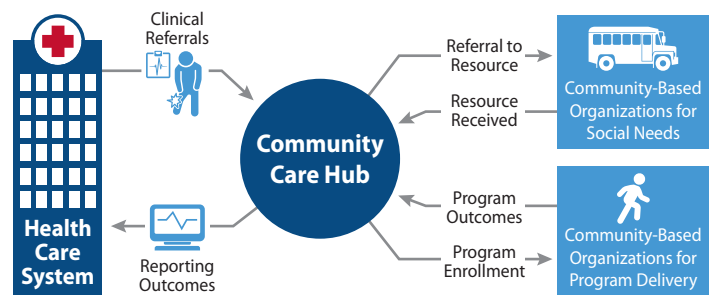 Clinical
Referrals
Health
Care
System
Reporting
Outcomes
Community
Care Hub
Referral to
Resource
Resource
Received
Program
Outcomes
Program
Enrollment
Community-Based
Organizations for
Social Needs
Community-Based
Organizations for
Program Delivery